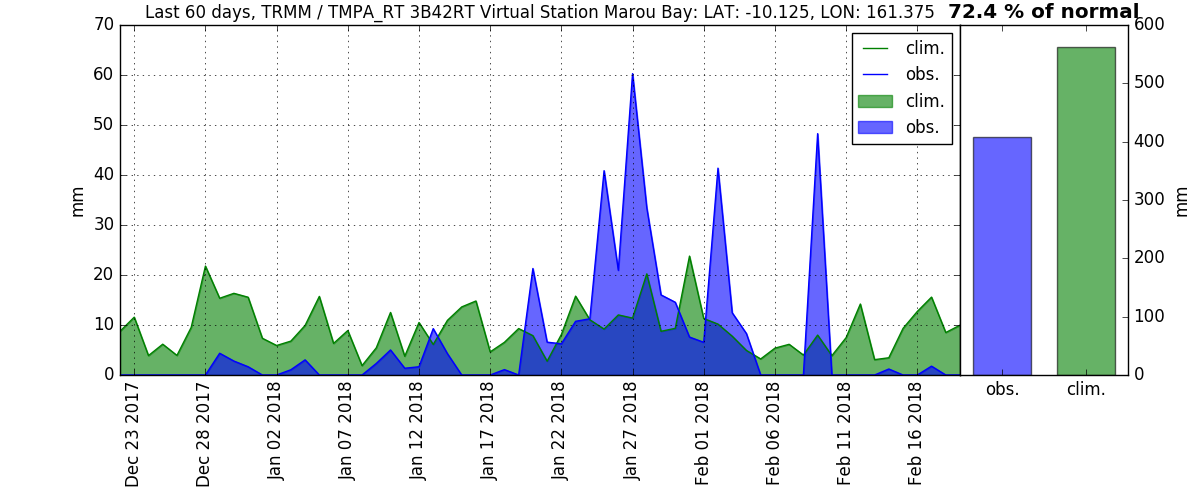 Last 60 days, TRMM / TMPA_RT 3B42RT Virtual Station Marou Bay: LAT: -10.125, LON: 161.375 72.4 % of normal
70
60
50
40
30
20
10
0
mm
clim.
obs.
clim.
obs.
Dec 23 2017
Dec 28 2017
Jan 02 2018
Jan 07 2018
Jan 12 2018
Jan 17 2018
Jan 22 2018
Jan 27 2018
Feb 01 2018
Feb 06 2018
Feb 11 2018
Feb 16 2018
600
500
400
300
200
100
0
mm
obs.
clim.